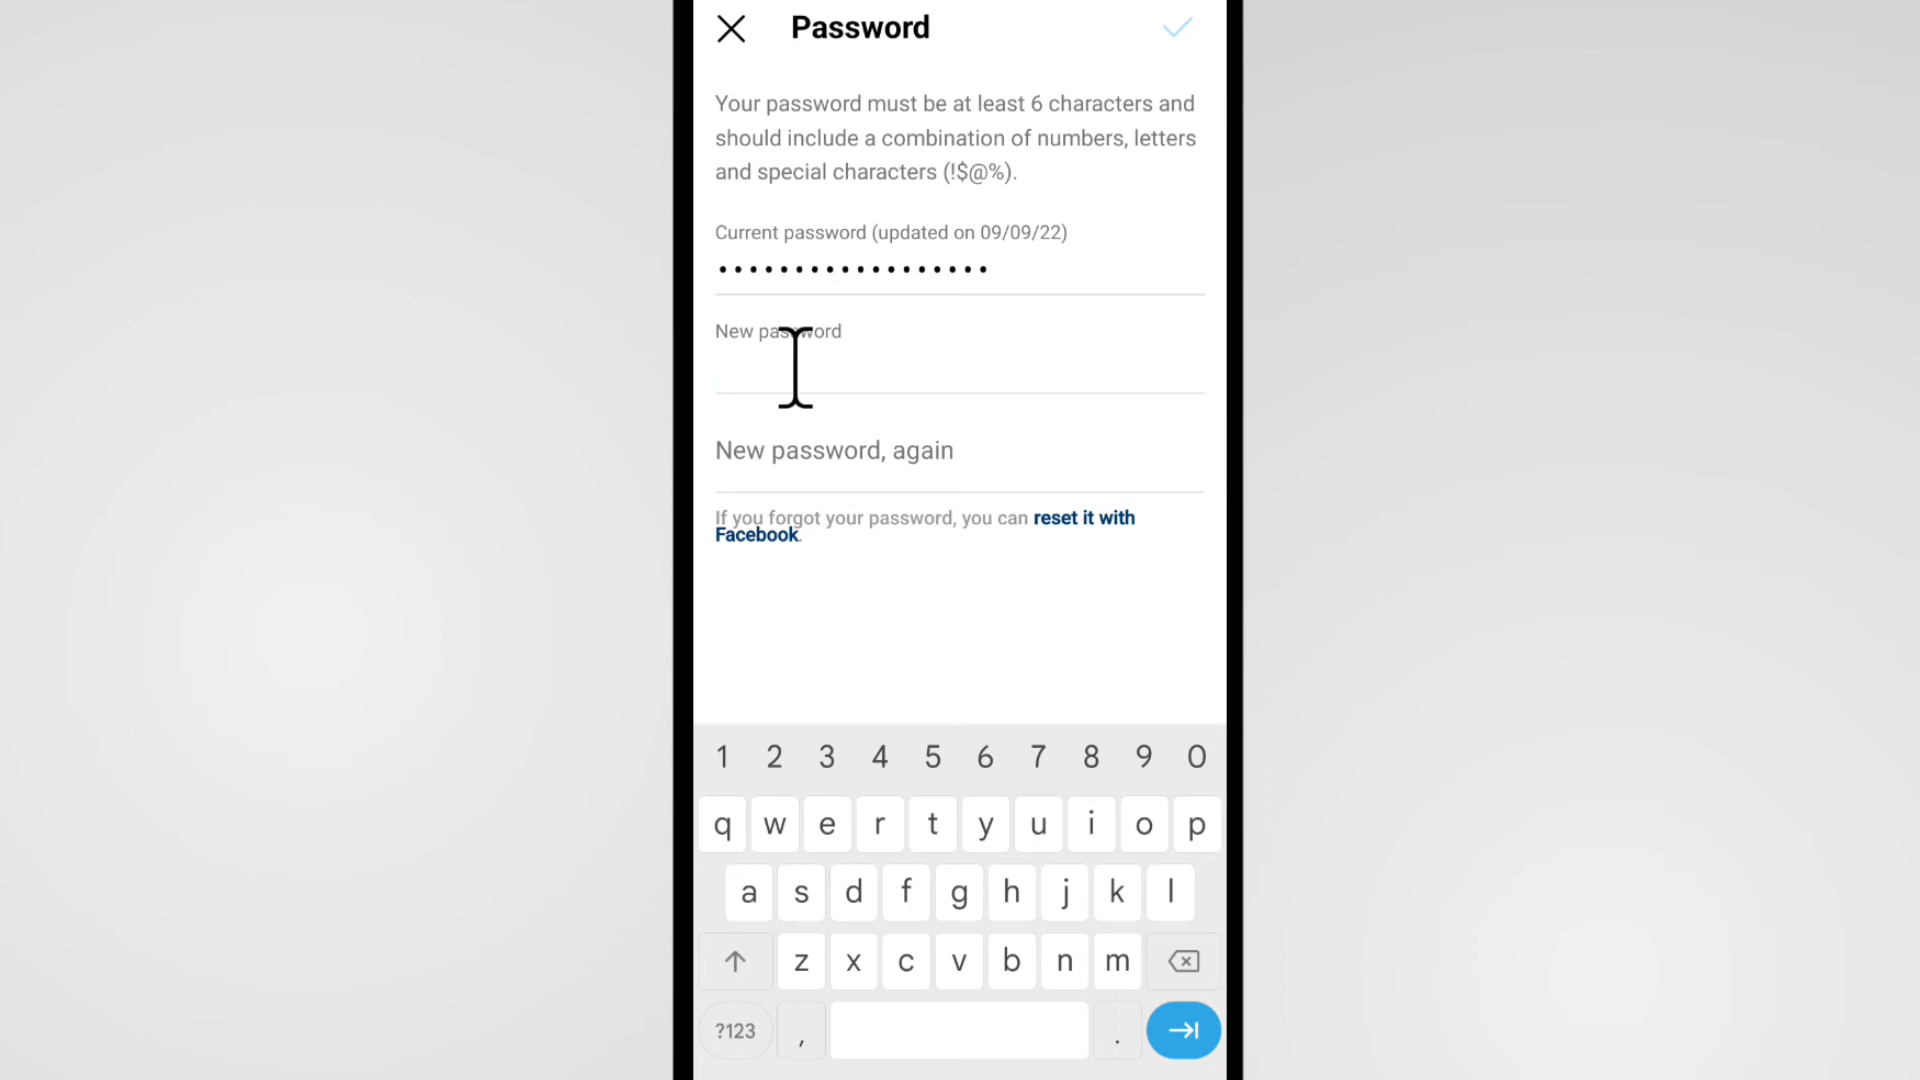 Password
Your password must be at least 6 characters and
should include a combination of numbers, letters
and special characters (!$@%).
Current password (updated on 09/09/22)
••••••••••••••••••
New password
New password, again
If you forgot your password, you can reset it with
Facebook.
1 2 3 4 5 6 7 8 9 0
q w e r t y u i o p
a s d f g h j k l
z x c v b n m
?123 , .